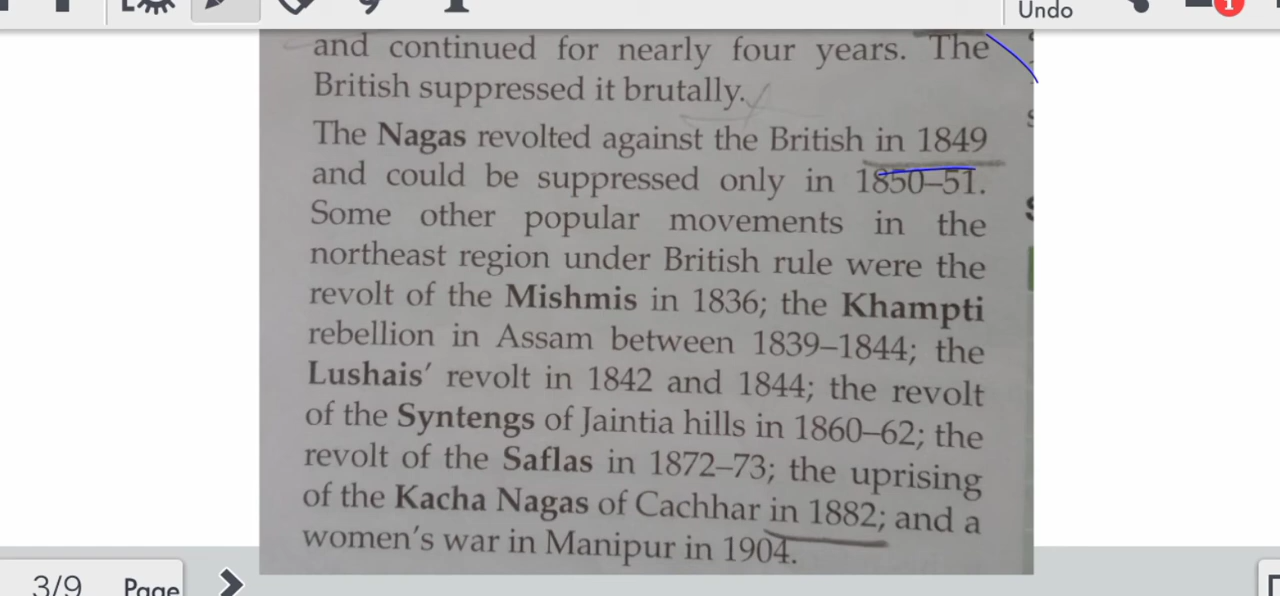 Undo
and continued for nearly four years. The
British suppressed it brutally.
The Nagas revolted against the British in 1849
and could be suppressed only in 1850–51.
Some other popular movements in the
northeast region under British rule were the
revolt of the Mishmis in 1836; the Khampti
rebellion in Assam between 1839–1844; the
Lushais’ revolt in 1842 and 1844; the revolt
of the Syntengs of Jaintia hills in 1860–62; the
revolt of the Saflas in 1872–73; the uprising
of the Kacha Nagas of Cachhar in 1882; and a
women’s war in Manipur in 1904.
3/9 Page